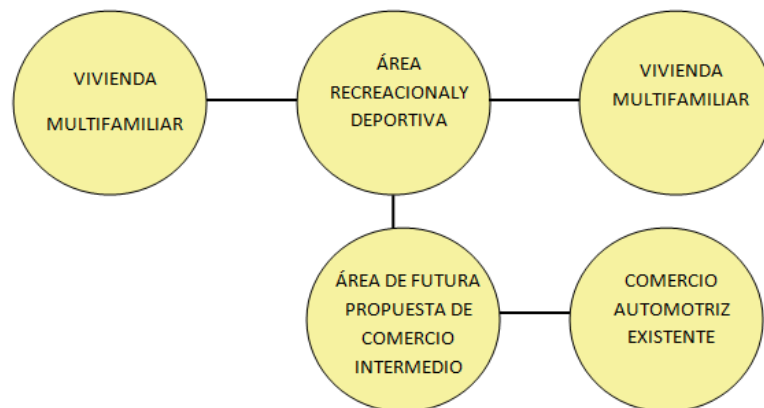 VIVIENDA
MULTIFAMILIAR
ÁREA
RECREACIONALY
DEPORTIVA
VIVIENDA
MULTIFAMILIAR
ÁREA DE FUTURA
PROPUESTA DE
COMERCIO
INTERMEDIO
COMERCIO
AUTOMOTRIZ
EXISTENTE